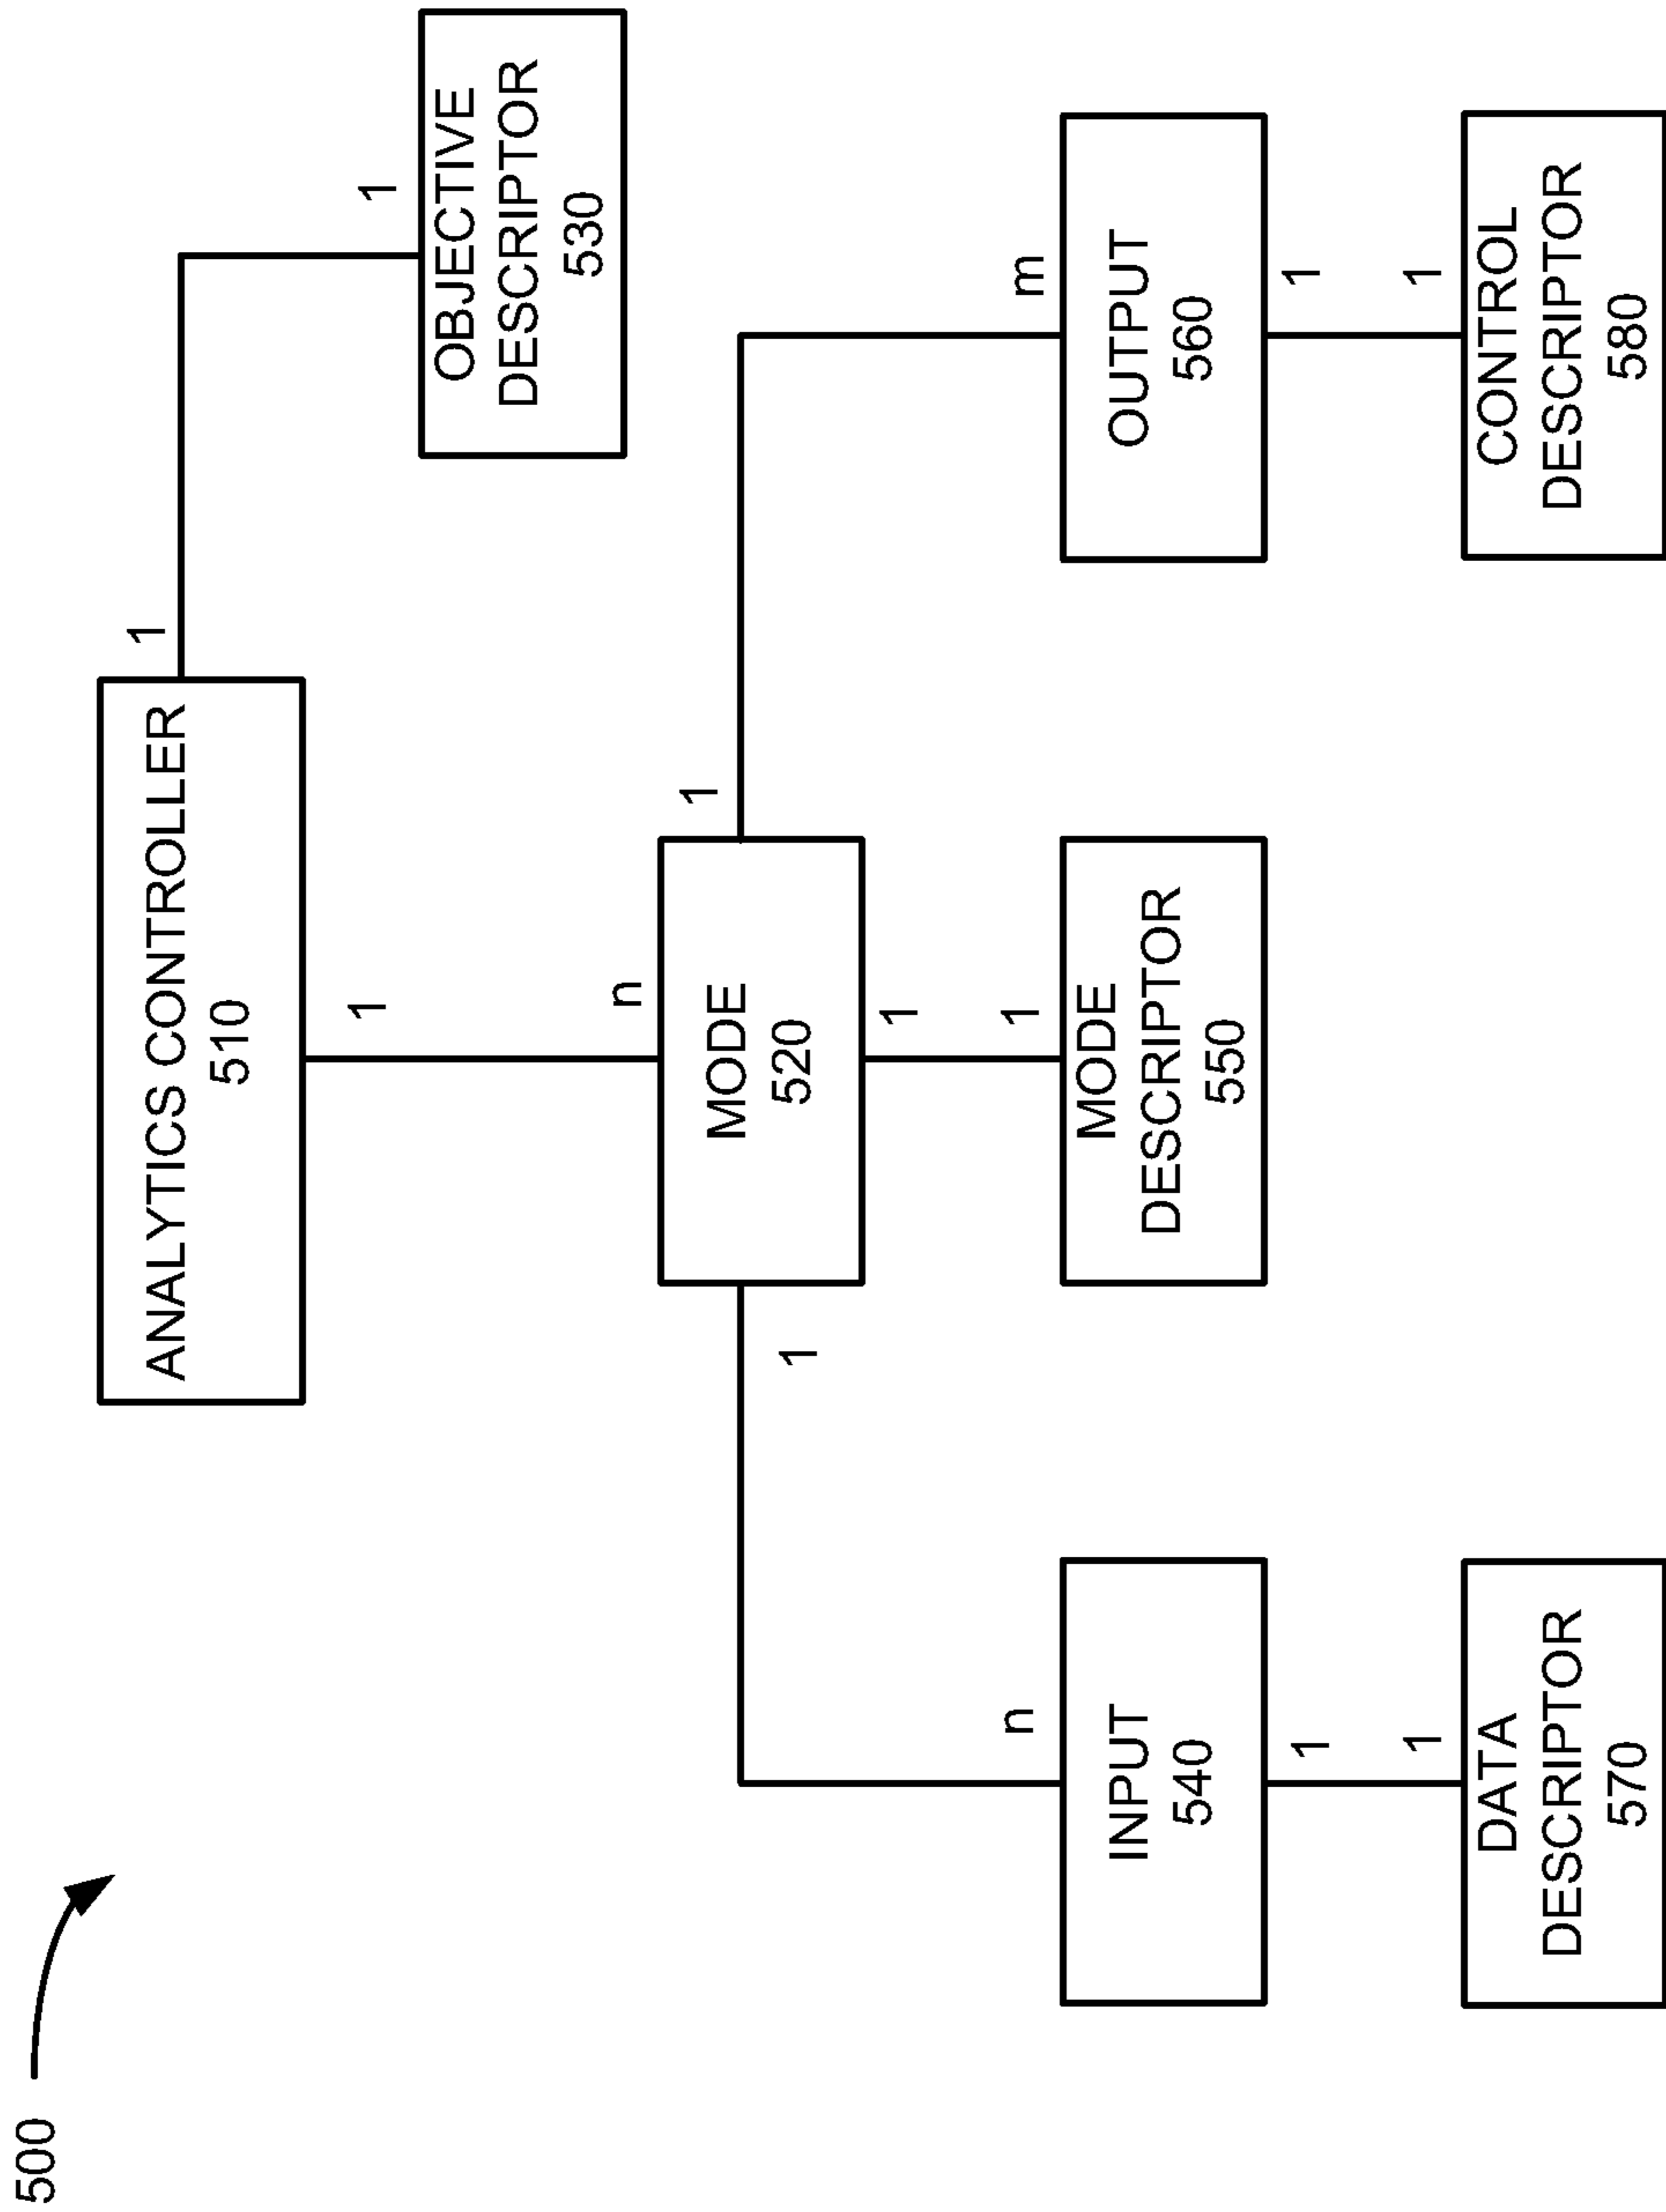 500
ANALYTICS CONTROLLER
510
1
1
1
OBJECTIVE
DESCRIPTOR
530
n
MODE
520
1
1
1
n
INPUT
540
1
MODE
DESCRIPTOR
550
m
OUTPUT
560
1
1
1
DATA
DESCRIPTOR
570
1
CONTROL
DESCRIPTOR
580